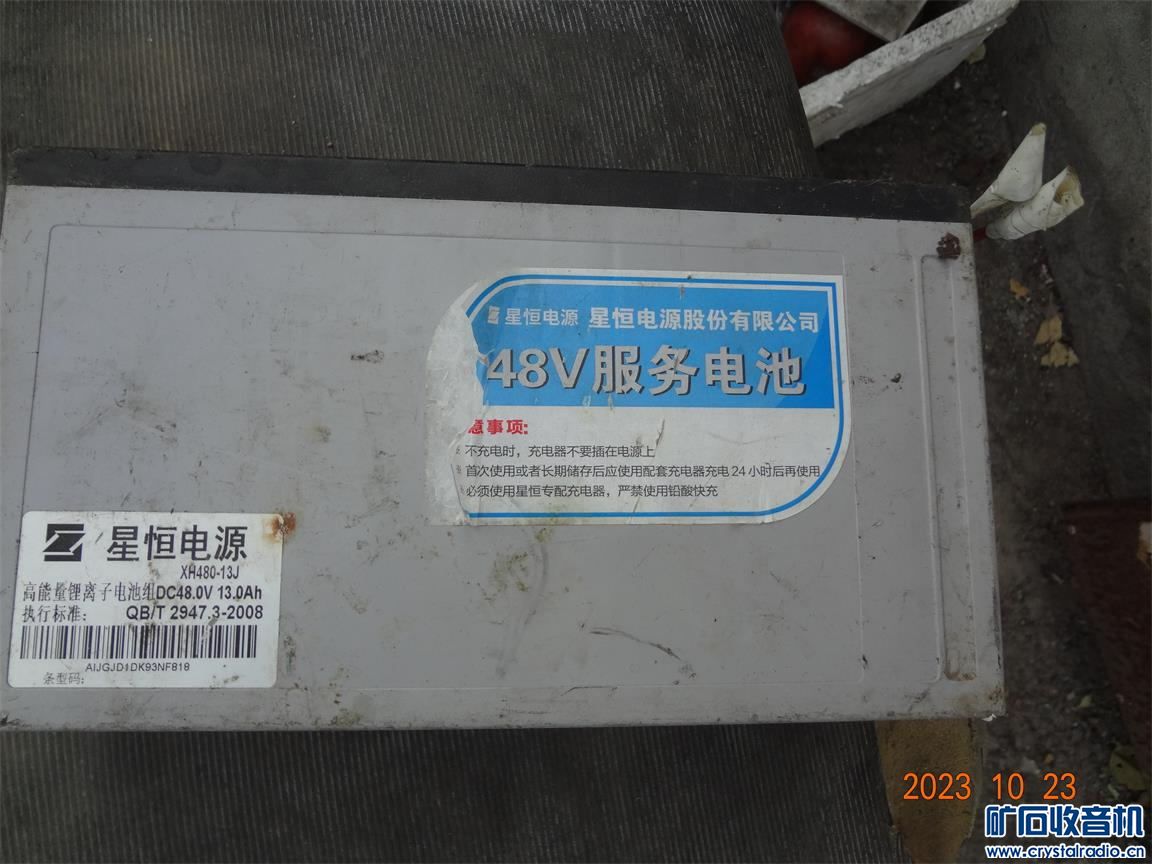 星恒电源 星恒电源股份有限公司
48V服务电池
意事项:
不充电时，充电器不要插在电源上
首次使用或者长期储存后应使用配套充电器充电24小时后再使用
必须使用星恒专配充电器，严禁使用铅酸快充
星恒电源
XH480-13J
高能量锂离子电池组DC48.0V 13.0Ah
执行标准: QB/T 2947.3-2008
AIJGJD1DK93NF818
条型码:
2023 10 23
矿石收音机
www.crystalradio.cn